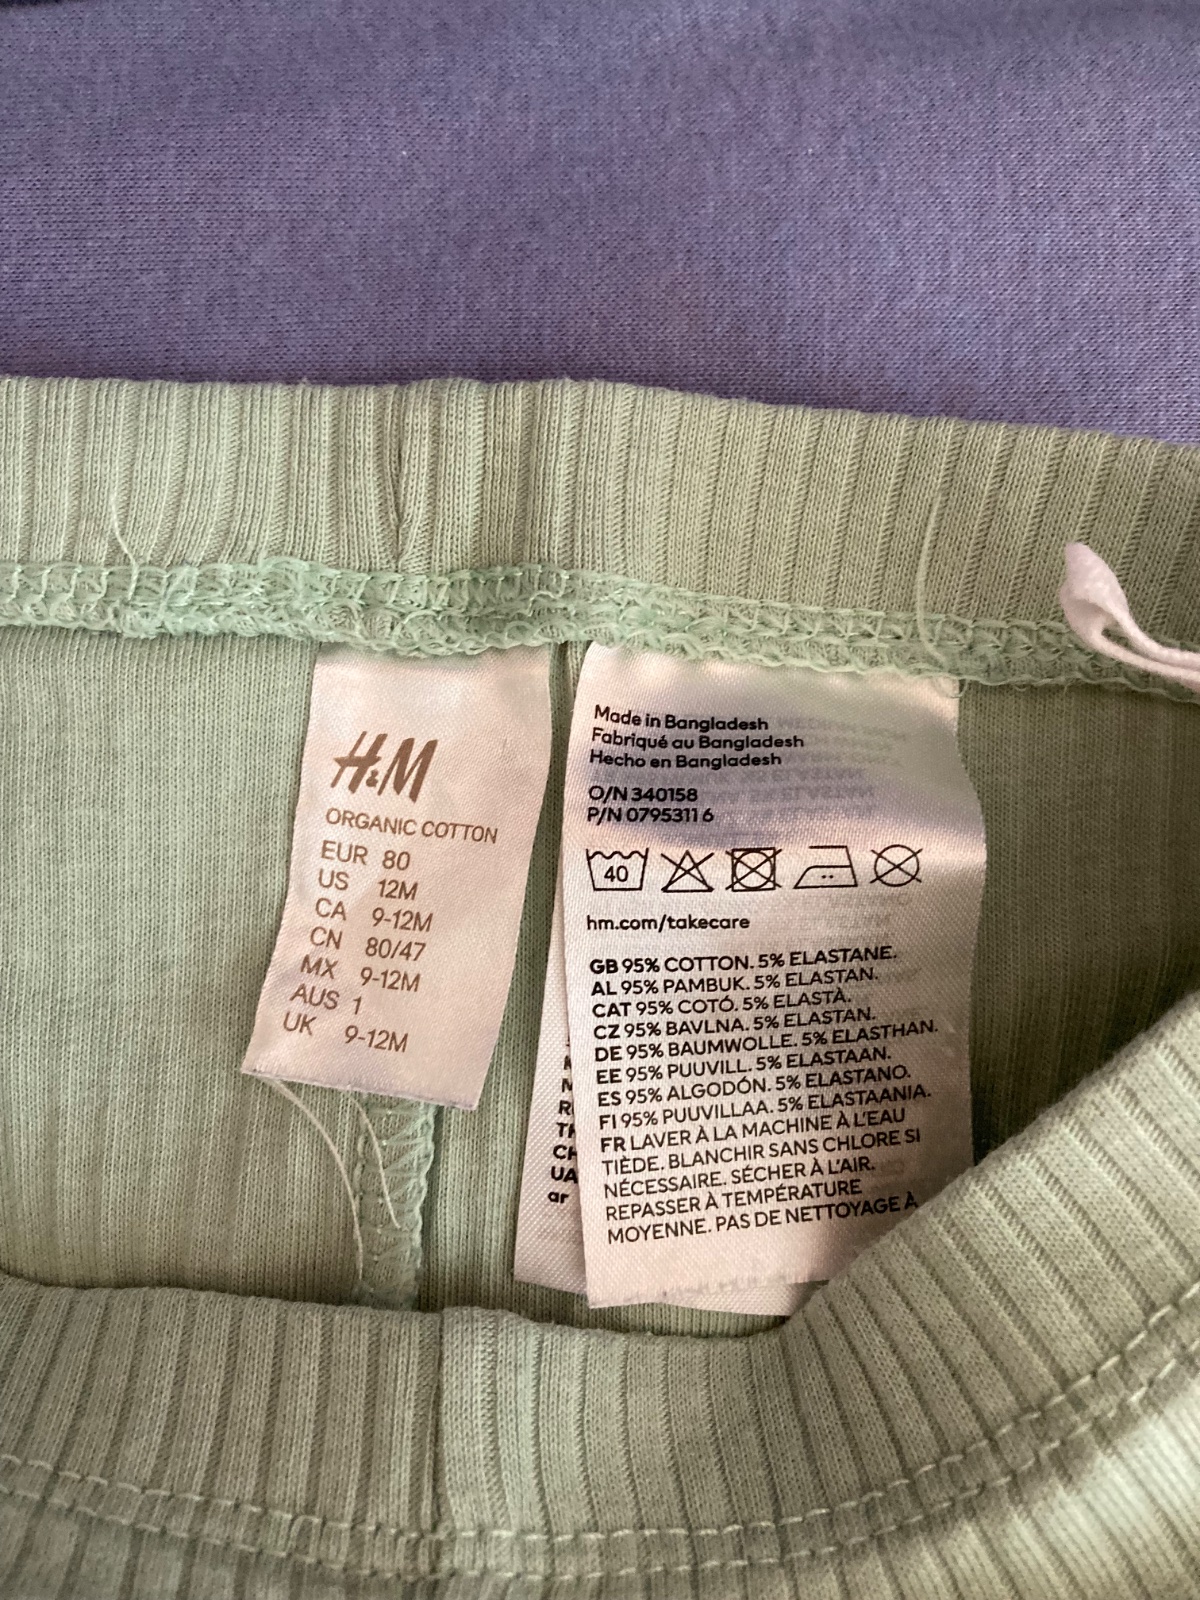 H&M
ORGANIC COTTON
EUR 80
US 12M
CA 9-12M
CN 80/47
MX 9-12M
AUS 1
UK 9-12M
Made in Bangladesh
Fabriqué au Bangladesh
Hecho en Bangladesh
O/N 340158
P/N 0795311 6
40
hm.com/takecare
GB 95% COTTON. 5% ELASTANE.
AL 95% PAMBUK. 5% ELASTAN.
CAT 95% COTÓ. 5% ELASTÀ.
CZ 95% BAVLNA. 5% ELASTAN.
DE 95% BAUMWOLLE. 5% ELASTHAN.
EE 95% PUUVILL. 5% ELASTAAN.
ES 95% ALGODÓN. 5% ELASTANO.
FI 95% PUUVILLAA. 5% ELASTAANIA.
FR LAVER À LA MACHINE À L'EAU
TIÈDE. BLANCHIR SANS CHLORE SI
NÉCESSAIRE. SÉCHER À L'AIR.
REPASSER À TEMPÉRATURE
MOYENNE. PAS DE NETTOYAGE À
UA
ar